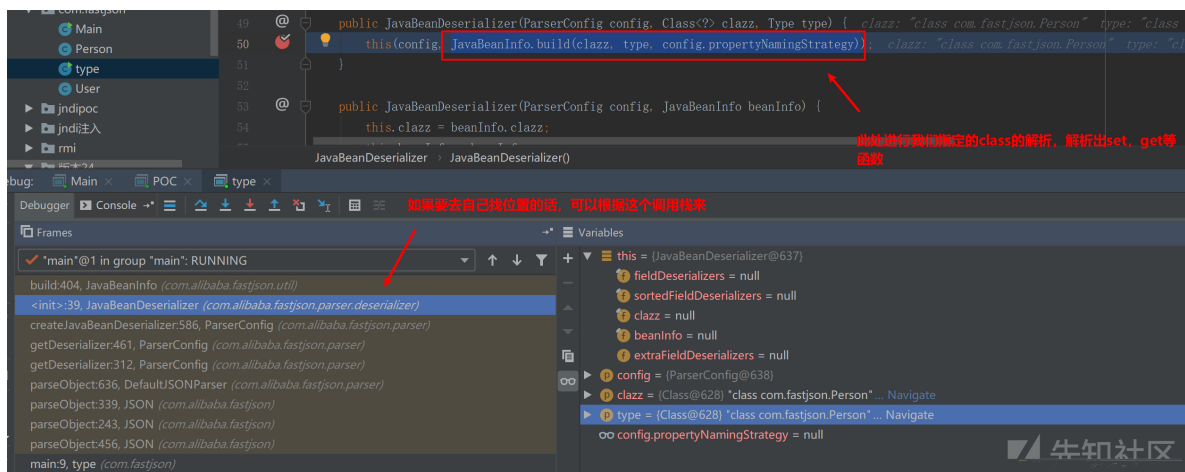 com.fastjson
Main
Person
type
User
jndipoc
jndi注入
rmi
版本24
49 @ public JavaBeanDeserializer(ParserConfig config, Class<?> clazz, Type type) { clazz: "class com.fastjson.Person" type: "class
50 this(config, JavaBeanInfo.build(clazz, type, config.propertyNamingStrategy)); clazz: "class com.fastjson.Person" type: "cl
51 }
52
53 @ public JavaBeanDeserializer(ParserConfig config, JavaBeanInfo beanInfo) {
54 this.clazz = beanInfo.clazz;
此处进行我们指定的class的解析，解析出set，get等
函数
JavaBeanDeserializer › JavaBeanDeserializer()
ebug: Main × POC × type ×
Debugger Console
如果要去自己找位置的话，可以根据这个调用栈来
Frames
"main"@1 in group "main": RUNNING
build:404, JavaBeanInfo (com.alibaba.fastjson.util)
<init>:39, JavaBeanDeserializer (com.alibaba.fastjson.parser.deserializer)
createJavaBeanDeserializer:586, ParserConfig (com.alibaba.fastjson.parser)
getDeserializer:461, ParserConfig (com.alibaba.fastjson.parser)
getDeserializer:312, ParserConfig (com.alibaba.fastjson.parser)
parseObject:636, DefaultJSONParser (com.alibaba.fastjson.parser)
parseObject:339, JSON (com.alibaba.fastjson)
parseObject:243, JSON (com.alibaba.fastjson)
parseObject:456, JSON (com.alibaba.fastjson)
main:9, type (com.fastjson)
Variables
this = {JavaBeanDeserializer@637}
fieldDeserializers = null
sortedFieldDeserializers = null
clazz = null
beanInfo = null
extraFieldDeserializers = null
config = {ParserConfig@638}
clazz = {Class@628} "class com.fastjson.Person"... Navigate
type = {Class@628} "class com.fastjson.Person"... Navigate
config.propertyNamingStrategy = null
先知社区